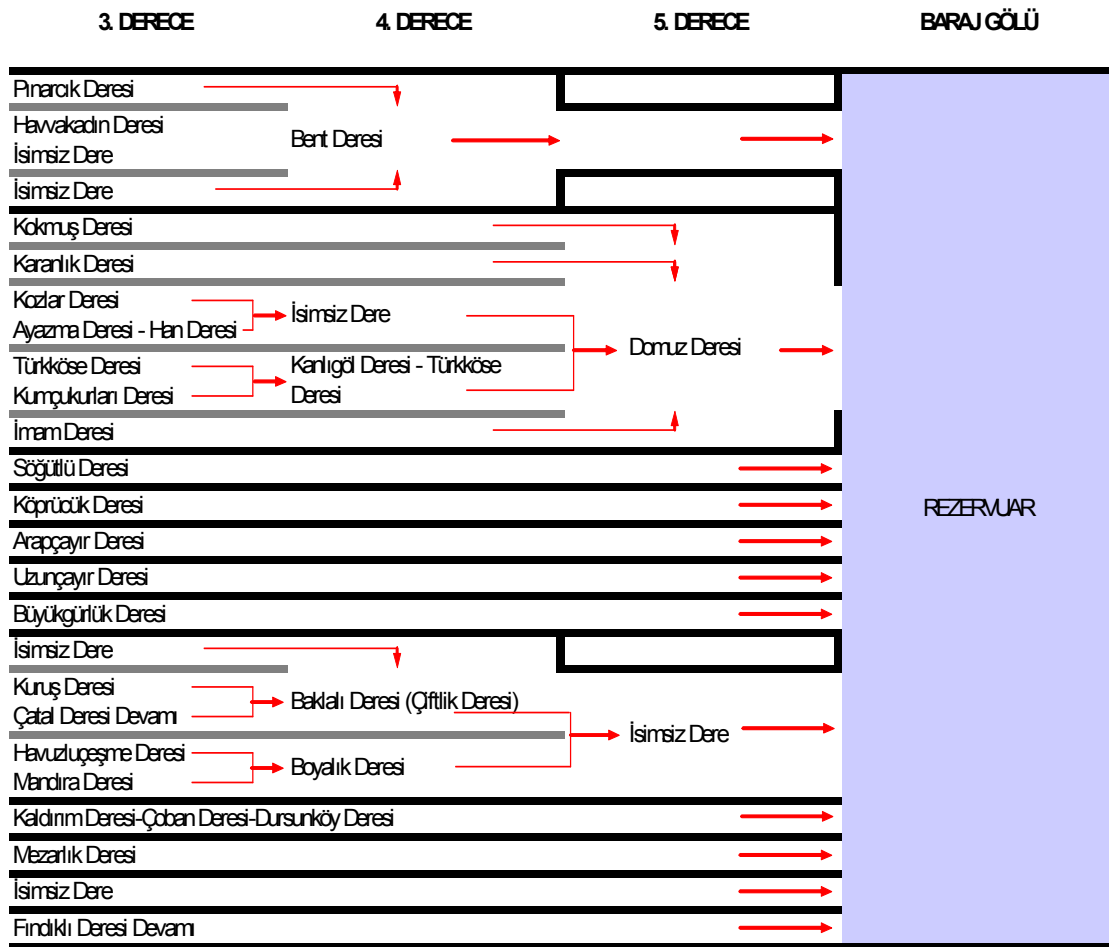 3. DERECE 4. DERECE 5. DERECE BARAJ GÖLÜ
Pınarcık Deresi
Havvakadın Deresi
İsimsiz Dere
Bent Deresi
İsimsiz Dere
Kokmuş Deresi
Karanlık Deresi
Kozlar Deresi
Ayazma Deresi - Han Deresi
İsimsiz Dere
Türkköse Deresi
Kumçukurları Deresi
Kanlıgöl Deresi - Türkköse
Deresi
Domuz Deresi
İmam Deresi
Söğütlü Deresi
Köprücük Deresi
REZERVUAR
Arapçayır Deresi
Uzunçayır Deresi
Büyükgürlük Deresi
İsimsiz Dere
Kuruş Deresi
Çatal Deresi Devamı
Baklalı Deresi (Çiftlik Deresi)
İsimsiz Dere
Havuzluçeşme Deresi
Mandıra Deresi
Boyalık Deresi
Kaldırım Deresi-Çoban Deresi-Dursunköy Deresi
Mezarlık Deresi
İsimsiz Dere
Fındıklı Deresi Devamı